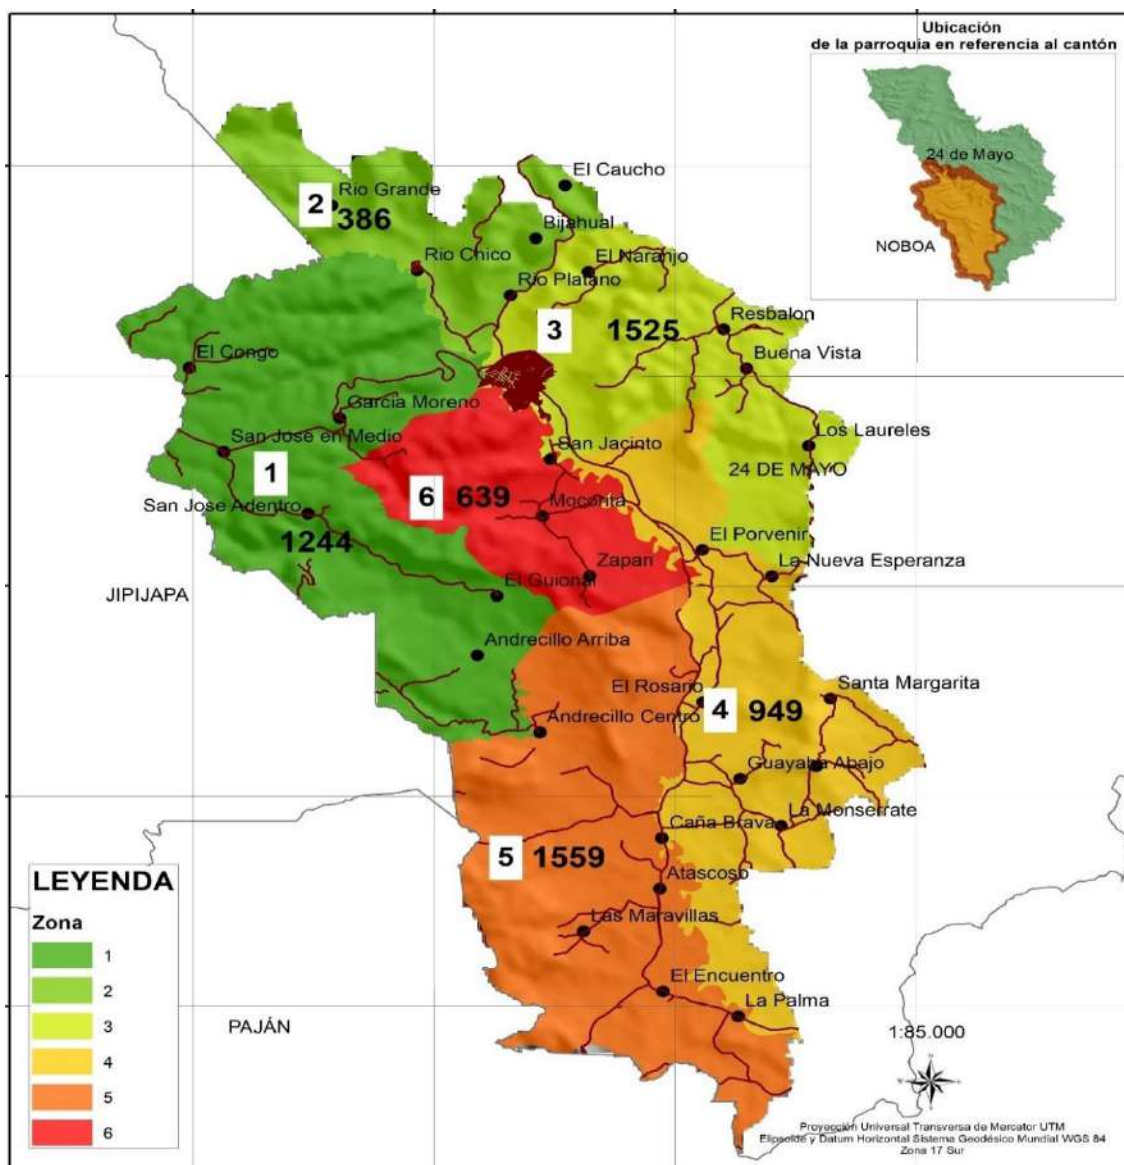 Ubicación
de la parroquia en referencia al cantón
24 de Mayo
NOBOA
El Caucho
2
Rio Grande
386
Bijahual
Rio Chico
El Naranjo
Rio Platano
3
1525
Resbalon
El Congo
Buena Vista
Garcia Moreno
San Jose en Medio
San Jacinto
Los Laureles
1
24 DE MAYO
6
639
San Jose Adentro
Mocorita
1244
El Porvenir
Zapan
La Nueva Esperanza
El Guional
JIPIJAPA
Andrecillo Arriba
El Rosario
Santa Margarita
4
949
Andrecillo Centro
Guayaba Abajo
La Monserrate
Caña Brava
5
1559
Atascoso
Las Maravillas
El Encuentro
La Palma
PAJÁN
1:85.000
LEYENDA
Zona
1
2
3
4
5
6
Proyección Universal Transversa de Mercator UTM
Elipsoide y Datum Horizontal Sistema Geodésico Mundial WGS 84
Zona 17 Sur